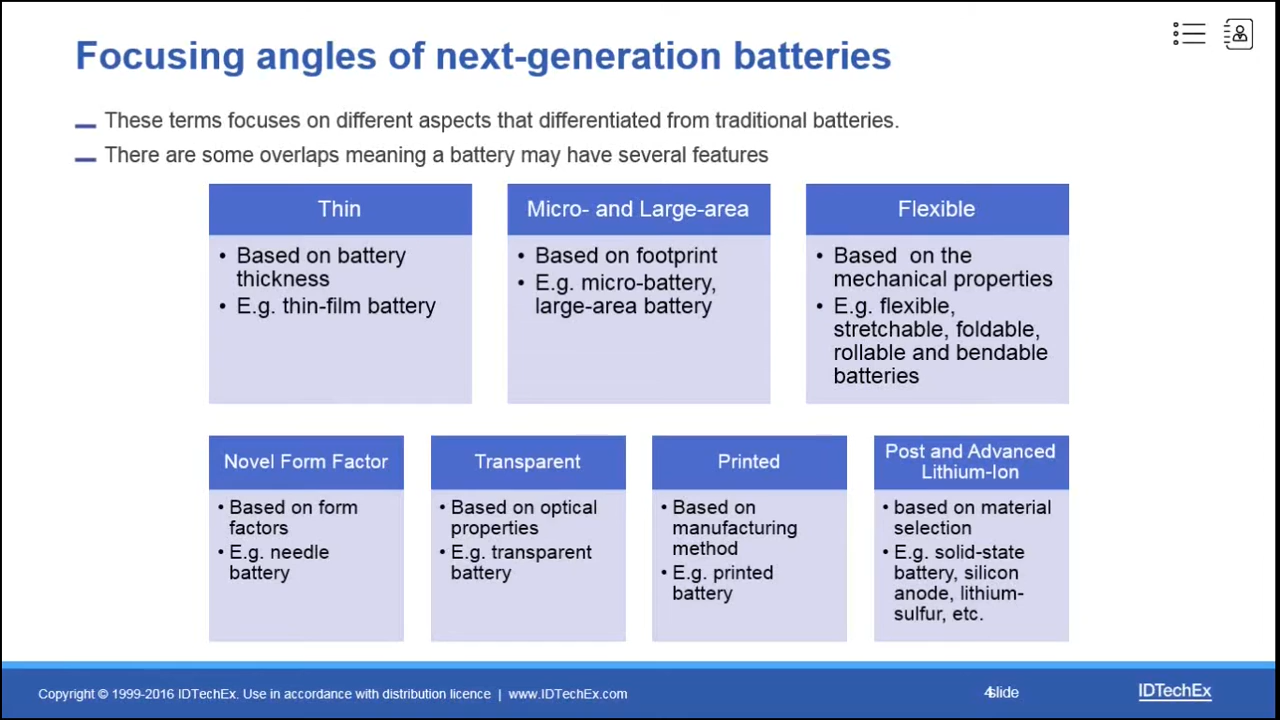 Focusing angles of next-generation batteries
These terms focuses on different aspects that differentiated from traditional batteries.
There are some overlaps meaning a battery may have several features
Thin
• Based on battery
thickness
• E.g. thin-film battery
Micro- and Large-area
• Based on footprint
• E.g. micro-battery,
large-area battery
Flexible
• Based on the
mechanical properties
• E.g. flexible,
stretchable, foldable,
rollable and bendable
batteries
Novel Form Factor
• Based on form
factors
• E.g. needle
battery
Transparent
• Based on optical
properties
• E.g. transparent
battery
Printed
• Based on
manufacturing
method
• E.g. printed
battery
Post and Advanced
Lithium-Ion
• based on material
selection
• E.g. solid-state
battery, silicon
anode, lithium-
sulfur, etc.
Copyright © 1999-2016 IDTechEx. Use in accordance with distribution licence | www.IDTechEx.com
4slide
IDTechEx